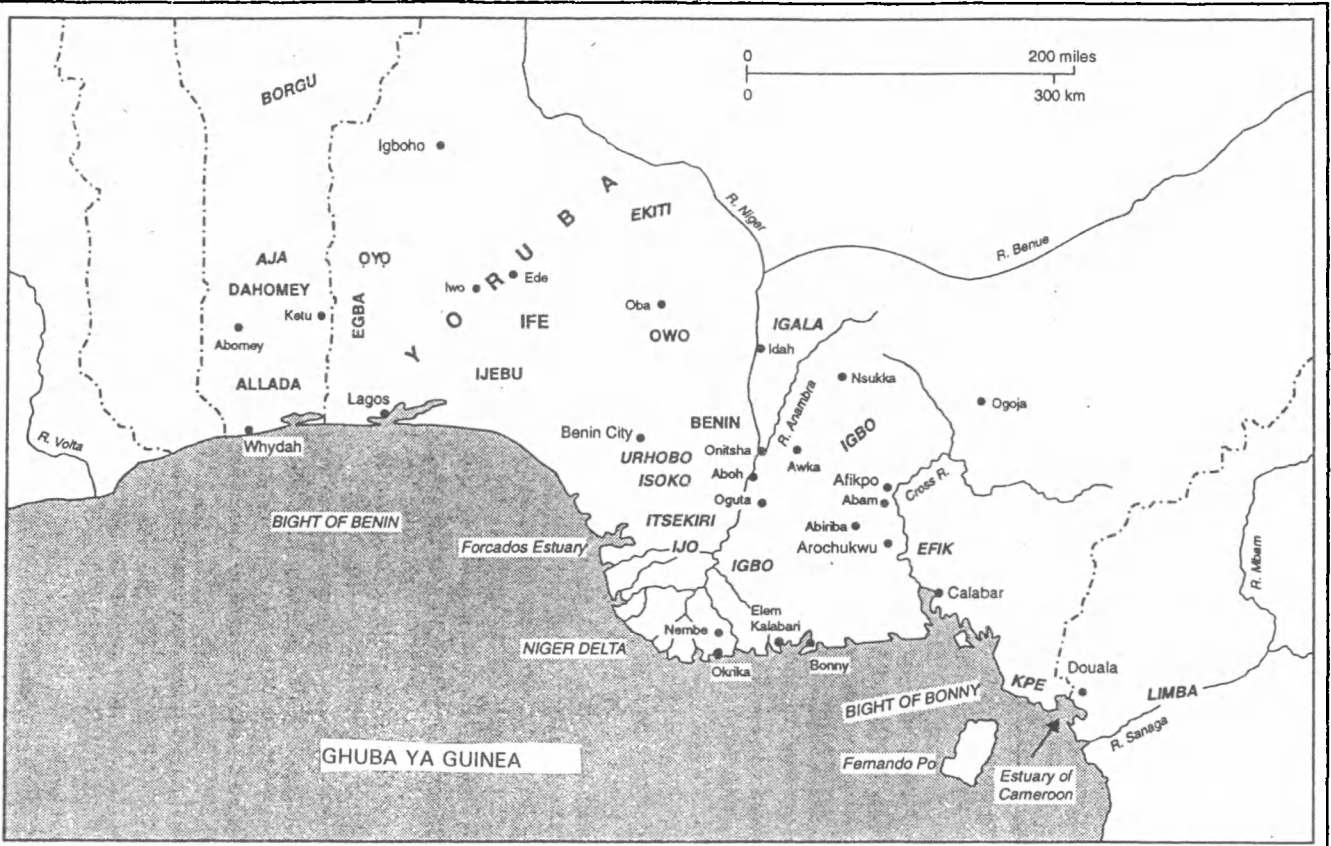 0 200 miles
0 300 km
BORGU
Igboho
YORUBA
EKITI
R. Niger
R. Benue
AJA
OYO
DAHOMEY
Iwo
Ede
Ketu
EGBA
IFE
Oba
OWO
IGALA
Idah
Abomey
ALLADA
IJEBU
Nsukka
R. Anambra
Ogoja
Lagos
R. Volta
Whydah
BENIN
Benin City
IGBO
URHOBO
Onitsha
Awka
ISOKO
Aboh
Afikpo
Cross R.
Oguta
Abam
BIGHT OF BENIN
ITSEKIRI
Abiriba
Forcados Estuary
IJO
Arochukwu
EFIK
IGBO
R. Mbam
Calabar
Elem
Kalabari
Nembe
NIGER DELTA
Okrika
Bonny
Douala
KPE
LIMBA
BIGHT OF BONNY
R. Sanaga
GHUBA YA GUINEA
Fernando Po
Estuary of
Cameroon